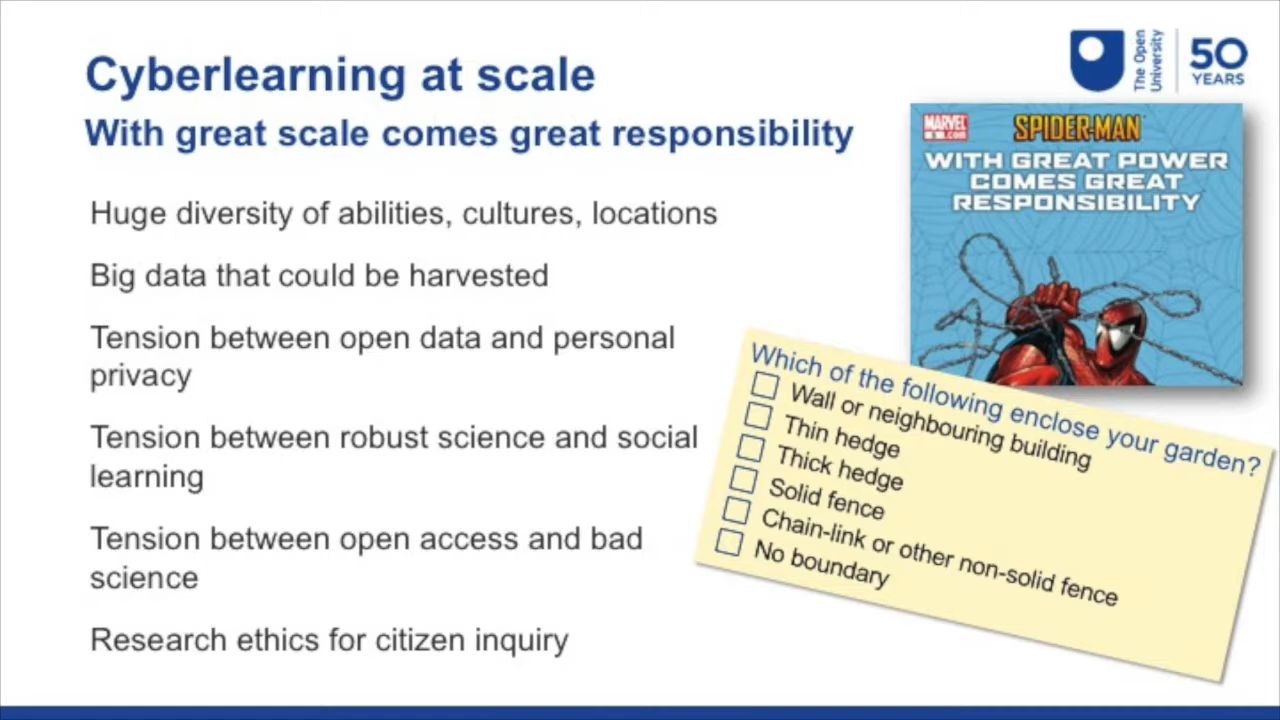 Cyberlearning at scale
With great scale comes great responsibility
Huge diversity of abilities, cultures, locations
Big data that could be harvested
Tension between open data and personal
privacy
Tension between robust science and social
learning
Tension between open access and bad
science
Research ethics for citizen inquiry
The Open
University
50
YEARS
MARVEL
.com
SPIDER-MAN
WITH GREAT POWER
COMES GREAT
RESPONSIBILITY
Which of the following enclose your garden?
Wall or neighbouring building
Thin hedge
Thick hedge
Solid fence
Chain-link or other non-solid fence
No boundary